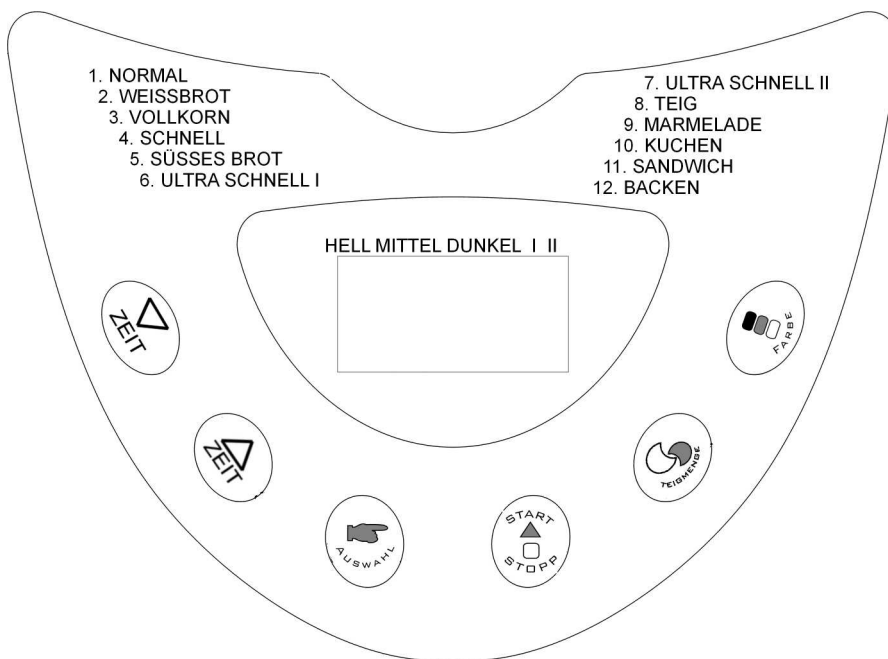 1. NORMAL
2. WEISSBROT
3. VOLLKORN
4. SCHNELL
5. SÜSSES BROT
6. ULTRA SCHNELL I
7. ULTRA SCHNELL II
8. TEIG
9. MARMELADE
10. KUCHEN
11. SANDWICH
12. BACKEN
HELL MITTEL DUNKEL I II
ZEIT
ZEIT
AUSWAHL
START
STOPP
TEIGMENGE
FARBE